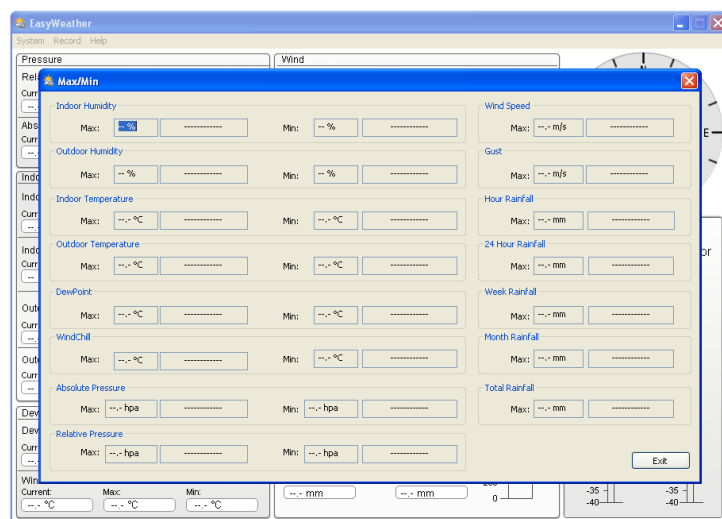 EasyWeather
System Record Help
Pressure
Wind
Max/Min
Indoor Humidity
Max: -- % ------------ Min: -- % ------------
Wind Speed
Max: --.- m/s ------------
Outdoor Humidity
Max: -- % ------------ Min: -- % ------------
Gust
Max: --.- m/s ------------
Indoor Temperature
Max: --.- °C ------------ Min: --.- °C ------------
Hour Rainfall
Max: --.- mm ------------
Outdoor Temperature
Max: --.- °C ------------ Min: --.- °C ------------
24 Hour Rainfall
Max: --.- mm ------------
DewPoint
Max: --.- °C ------------ Min: --.- °C ------------
Week Rainfall
Max: --.- mm ------------
WindChill
Max: --.- °C ------------ Min: --.- °C ------------
Month Rainfall
Max: --.- mm ------------
Absolute Pressure
Max: --.- hpa ------------ Min: --.- hpa ------------
Total Rainfall
Max: --.- mm ------------
Relative Pressure
Max: --.- hpa ------------ Min: --.- hpa ------------
Exit
E
Current: Max: Min:
--.- °C --.- °C --.- °C
--.- mm --.- mm
0
-35 -35
-40 -40